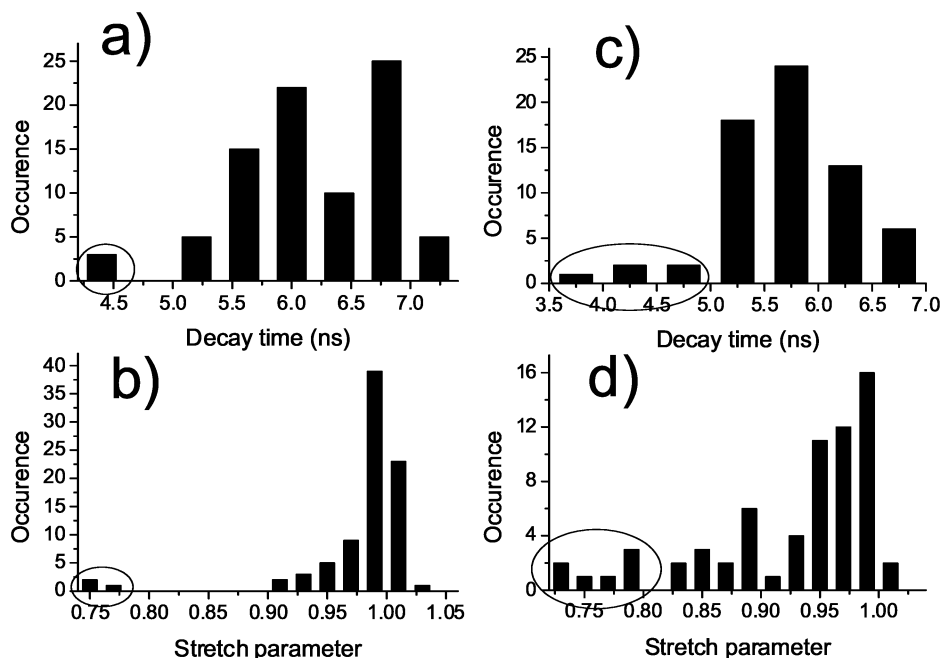 a)
25
20
15
10
5
0
Occurence
4.5 5.0 5.5 6.0 6.5 7.0
Decay time (ns)
c)
25
20
15
10
5
0
Occurence
3.5 4.0 4.5 5.0 5.5 6.0 6.5 7.0
Decay time (ns)
b)
40
35
30
25
20
15
10
5
0
Occurence
0.75 0.80 0.85 0.90 0.95 1.00 1.05
Stretch parameter
d)
16
12
8
4
0
Occurence
0.75 0.80 0.85 0.90 0.95 1.00
Stretch parameter